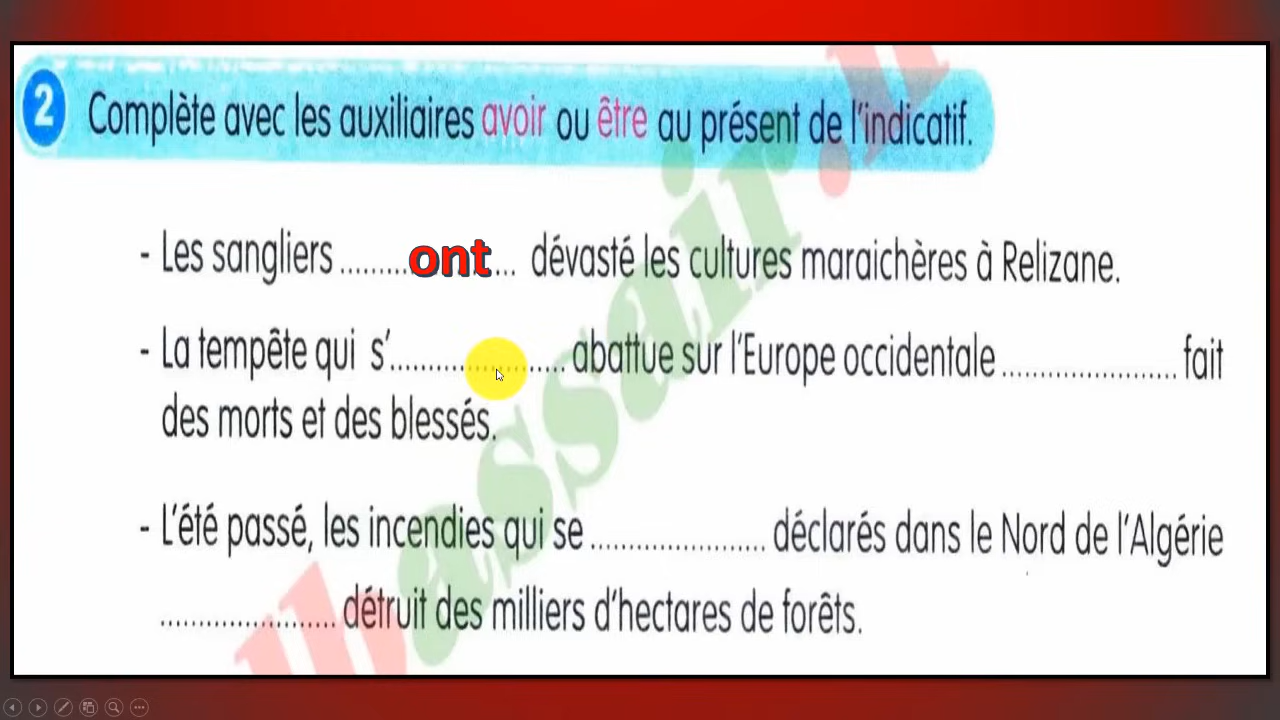 2 Complète avec les auxiliaires avoir ou être au présent de l'indicatif.
- Les sangliers .........ont... dévasté les cultures maraichères à Relizane.
- La tempête qui s'....................... abattue sur l'Europe occidentale ....................... fait
des morts et des blessés.
- L'été passé, les incendies qui se ....................... déclarés dans le Nord de l'Algérie
....................... détruit des milliers d'hectares de forêts.